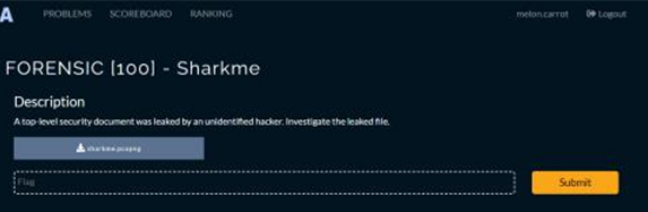 A PROBLEMS SCOREBOARD RANKING melon.carrot Logout
FORENSIC [100] - Sharkme
Description
A top-level security document was leaked by an unidentified hacker. Investigate the leaked file.
sharkme.pcapng
Flag
Submit